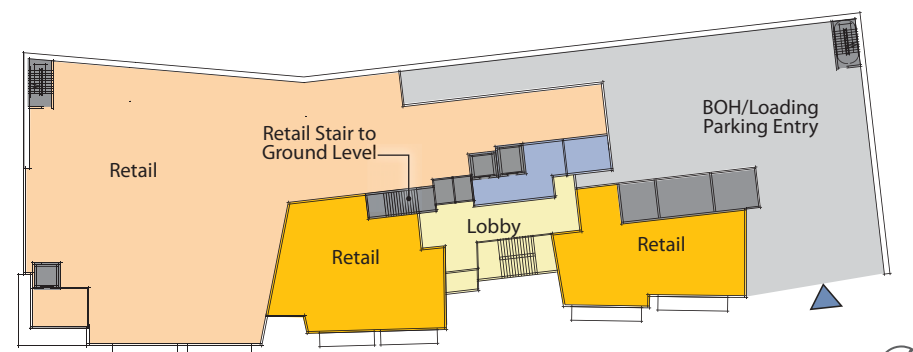 BOH/Loading
Parking Entry
Retail Stair to
Ground Level
Retail
Lobby
Retail
Retail